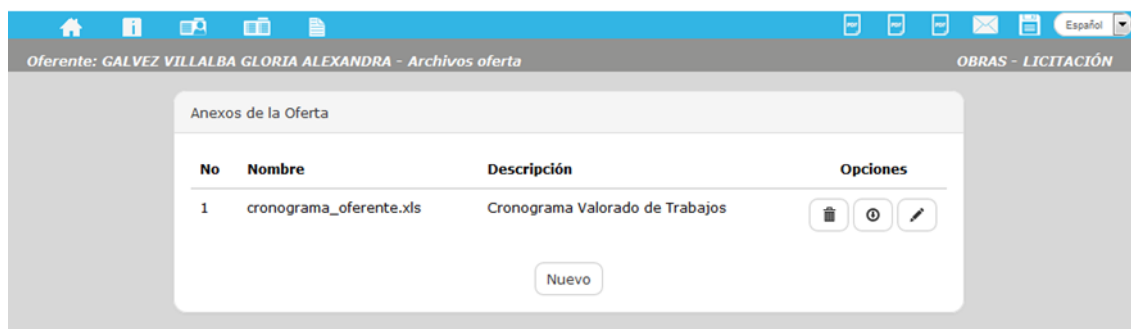 Español
Oferente: GALVEZ VILLALBA GLORIA ALEXANDRA - Archivos oferta
OBRAS - LICITACIÓN
Anexos de la Oferta
No Nombre Descripción Opciones
1 cronograma_oferente.xls Cronograma Valorado de Trabajos
Nuevo